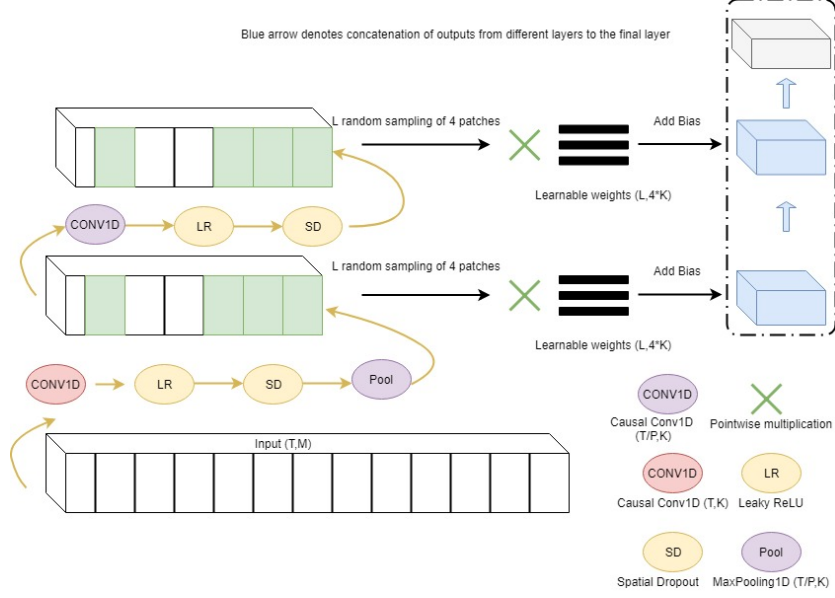 Blue arrow denotes concatenation of outputs from different layers to the final layer
L random sampling of 4 patches
Add Bias
Learnable weights (L,4*K)
CONV1D
LR
SD
L random sampling of 4 patches
Add Bias
Learnable weights (L,4*K)
CONV1D
LR
SD
Pool
Input (T,M)
CONV1D
Causal Conv1D
(T/P,K)
Pointwise multiplication
CONV1D
LR
Causal Conv1D (T,K)
Leaky ReLU
SD
Pool
Spatial Dropout
MaxPooling1D (T/P,K)